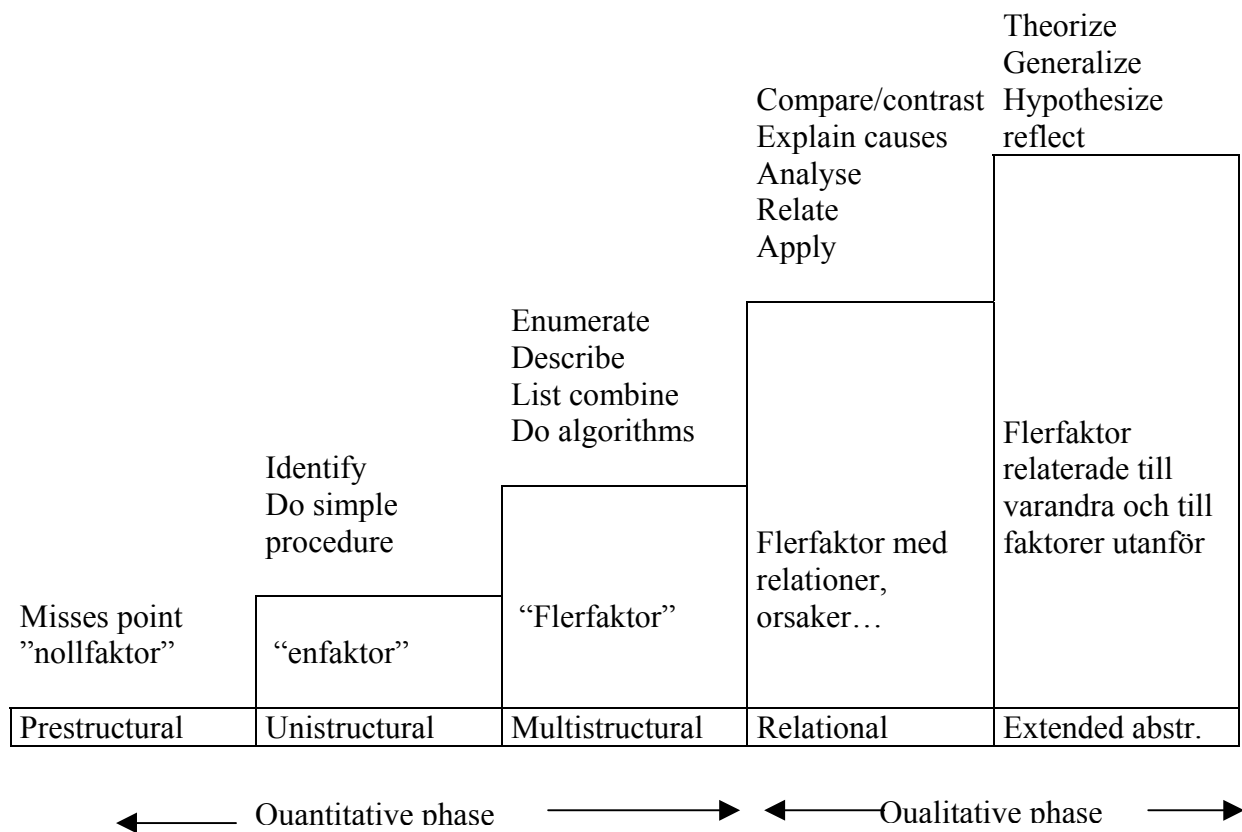 Theorize
Generalize
Hypothesize
reflect
Compare/contrast
Explain causes
Analyse
Relate
Apply
Enumerate
Describe
List combine
Do algorithms
Identify
Do simple
procedure
Misses point
”nollfaktor”
“enfaktor”
“Flerfaktor”
Flerfaktor med
relationer,
orsaker…
Flerfaktor
relaterade till
varandra och till
faktorer utanför
Prestructural Unistructural Multistructural Relational Extended abstr.
Quantitative phase Qualitative phase